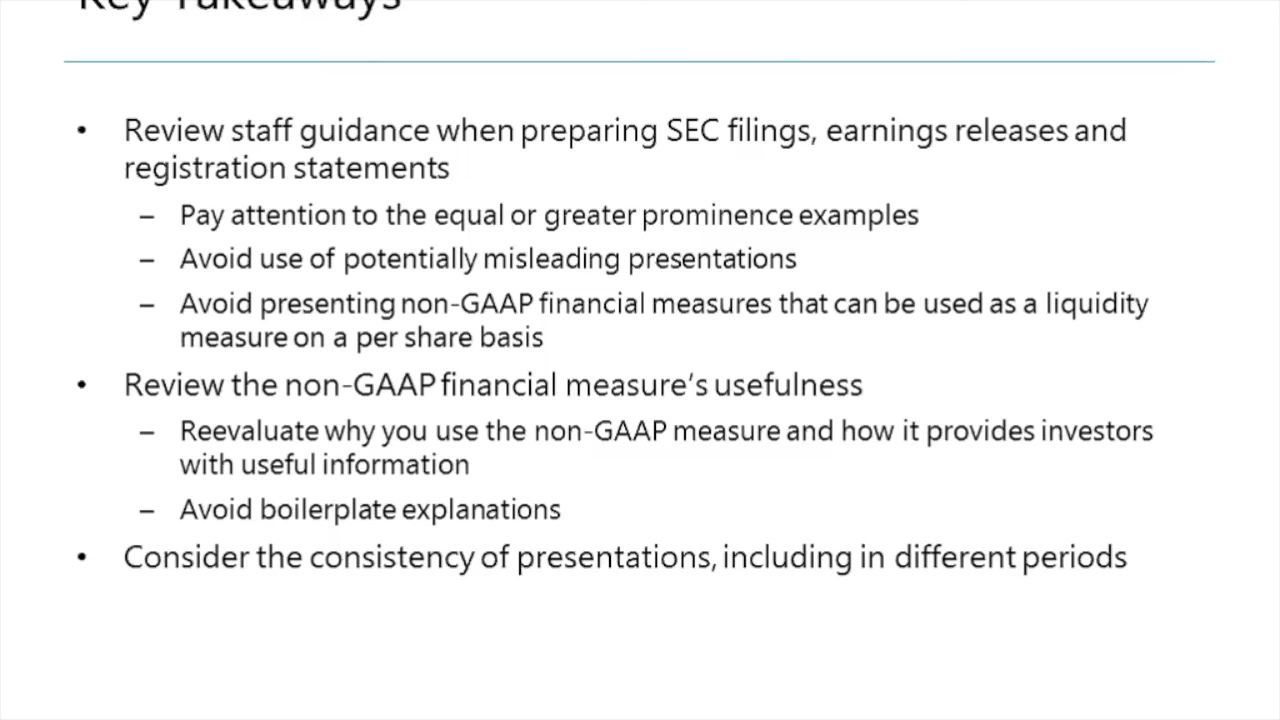 Key Takeaways
• Review staff guidance when preparing SEC filings, earnings releases and
registration statements
– Pay attention to the equal or greater prominence examples
– Avoid use of potentially misleading presentations
– Avoid presenting non-GAAP financial measures that can be used as a liquidity
measure on a per share basis
• Review the non-GAAP financial measure’s usefulness
– Reevaluate why you use the non-GAAP measure and how it provides investors
with useful information
– Avoid boilerplate explanations
• Consider the consistency of presentations, including in different periods